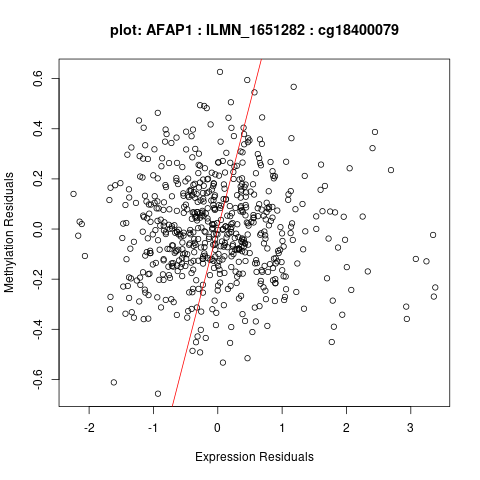 plot: AFAP1 : ILMN_1651282 : cg18400079
Methylation Residuals
0.6
0.4
0.2
0.0
-0.2
-0.4
-0.6
-2 -1 0 1 2 3
Expression Residuals